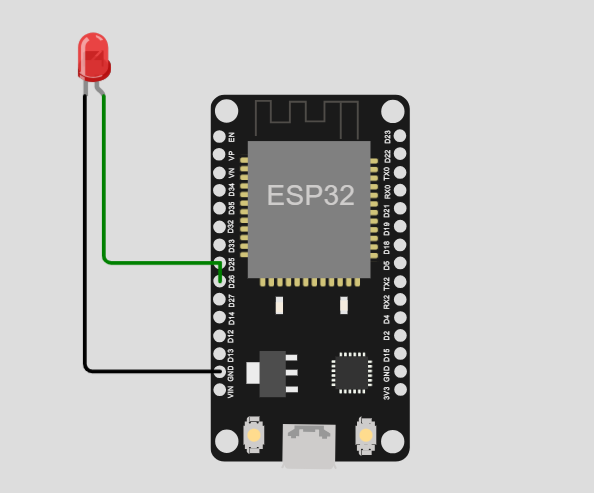 ESP32
EN
VP
VN
D34
D35
D32
D33
D25
D26
D27
D14
D12
D13
GND
VIN
D23
D22
TX0
RX0
D21
D19
D18
D5
TX2
RX2
D4
D2
D15
GND
3V3